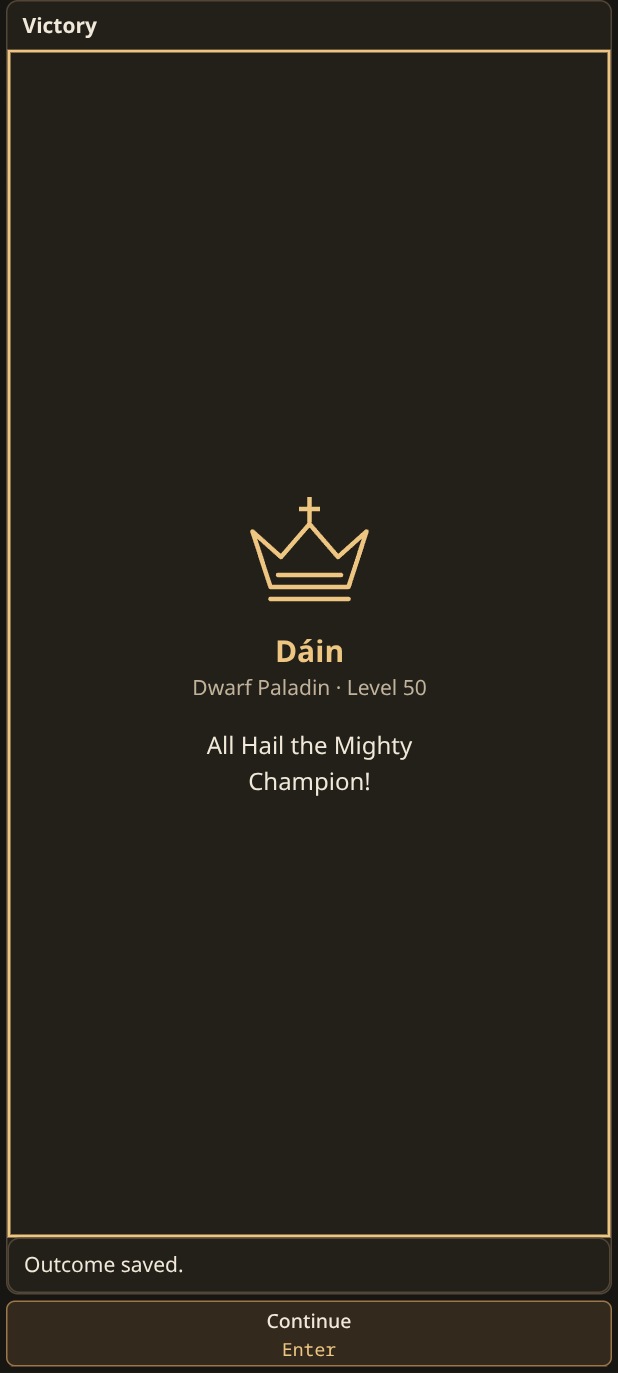 Victory
Dáin
Dwarf Paladin · Level 50
All Hail the Mighty
Champion!
Outcome saved.
Continue
Enter